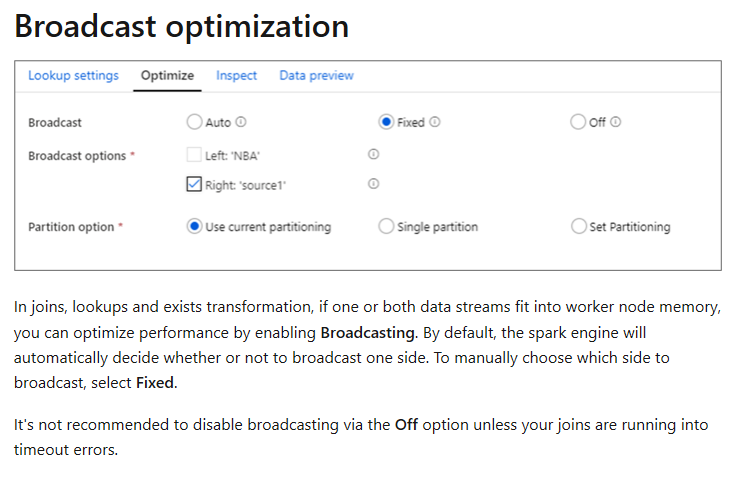 Broadcast optimization
Lookup settings Optimize Inspect Data preview
Broadcast Auto Fixed Off
Broadcast options * Left: 'NBA'
Right: 'source1'
Partition option * Use current partitioning Single partition Set Partitioning
In joins, lookups and exists transformation, if one or both data streams fit into worker node memory,
you can optimize performance by enabling Broadcasting. By default, the spark engine will
automatically decide whether or not to broadcast one side. To manually choose which side to
broadcast, select Fixed.
It's not recommended to disable broadcasting via the Off option unless your joins are running into
timeout errors.